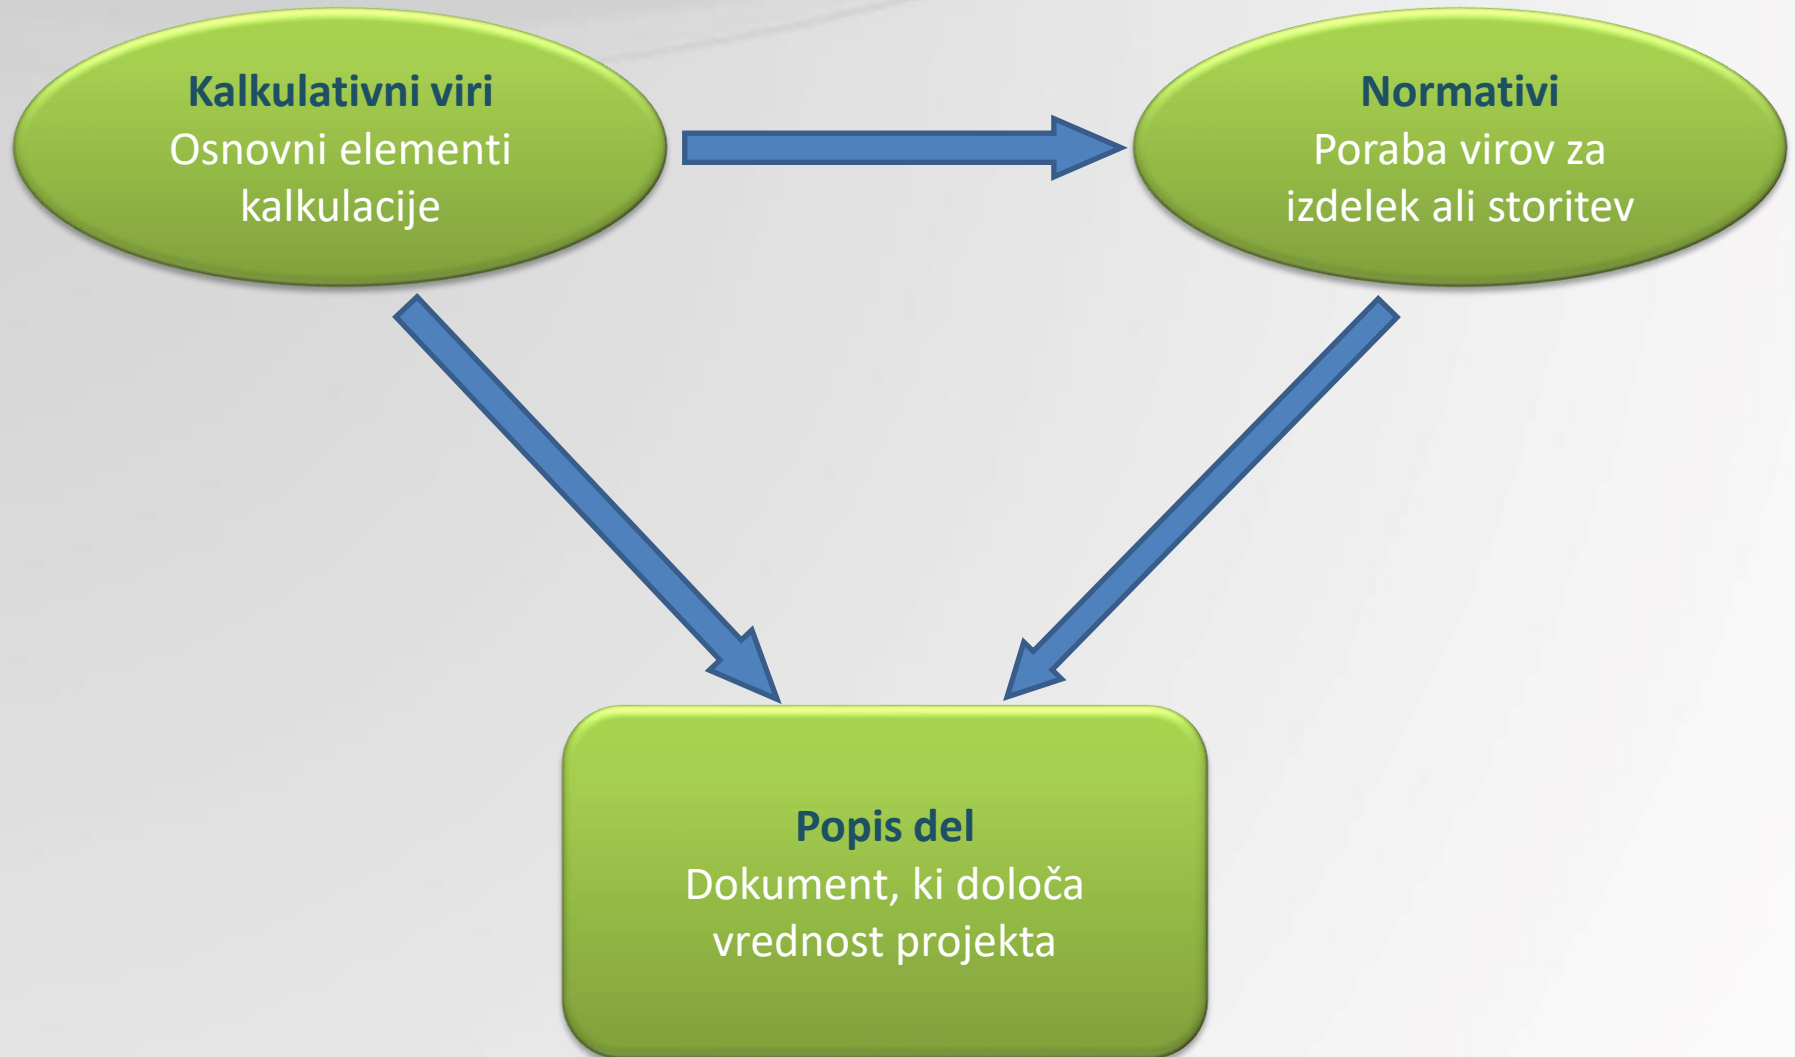 Kalkulativni viri
Osnovni elementi
kalkulacije
Normativi
Poraba virov za
izdelek ali storitev
Popis del
Dokument, ki določa
vrednost projekta